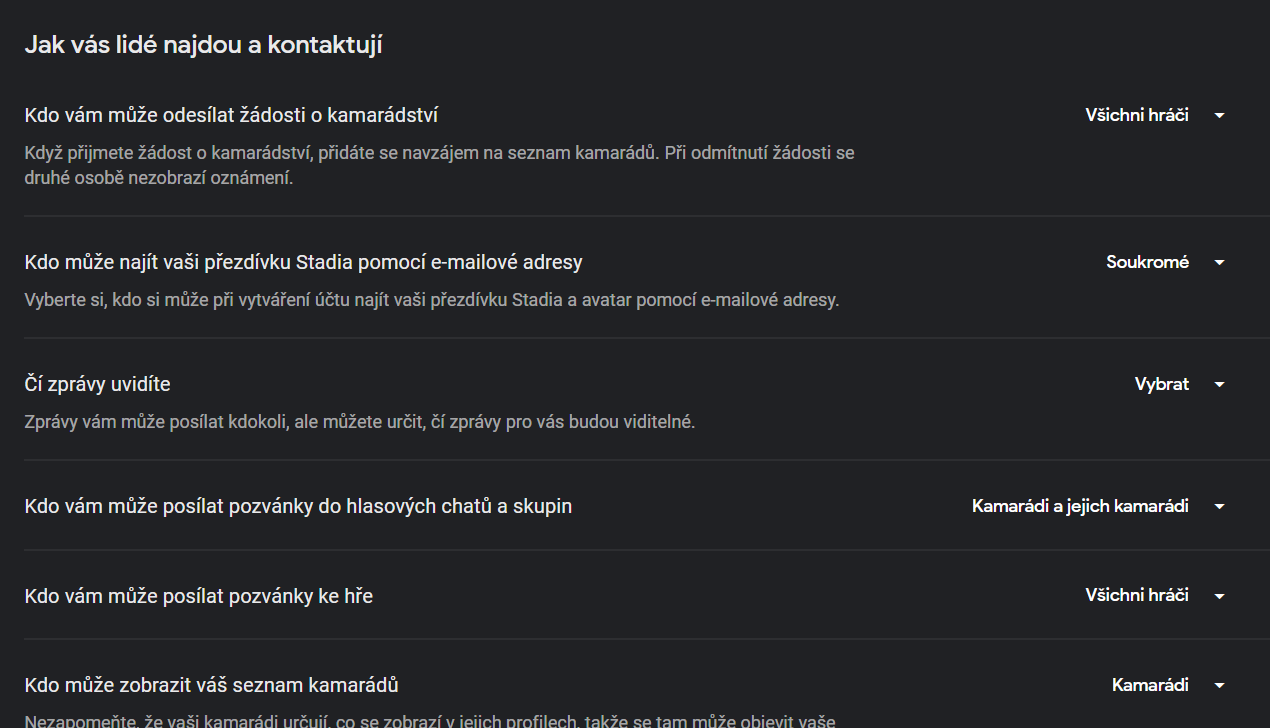 Jak vás lidé najdou a kontaktují
Kdo vám může odesílat žádosti o kamarádství
Všichni hráči
Když přijmete žádost o kamarádství, přidáte se navzájem na seznam kamarádů. Při odmítnutí žádosti se
druhé osobě nezobrazí oznámení.
Kdo může najít vaši přezdívku Stadia pomocí e-mailové adresy
Soukromé
Vyberte si, kdo si může při vytváření účtu najít vaši přezdívku Stadia a avatar pomocí e-mailové adresy.
Čí zprávy uvidíte
Vybrat
Zprávy vám může posílat kdokoli, ale můžete určit, čí zprávy pro vás budou viditelné.
Kdo vám může posílat pozvánky do hlasových chatů a skupin
Kamarádi a jejich kamarádi
Kdo vám může posílat pozvánky ke hře
Všichni hráči
Kdo může zobrazit váš seznam kamarádů
Kamarádi
Nezapomeňte, že vaši kamarádi určují, co se zobrazí v jejich profilech, takže se tam může objevit vaše